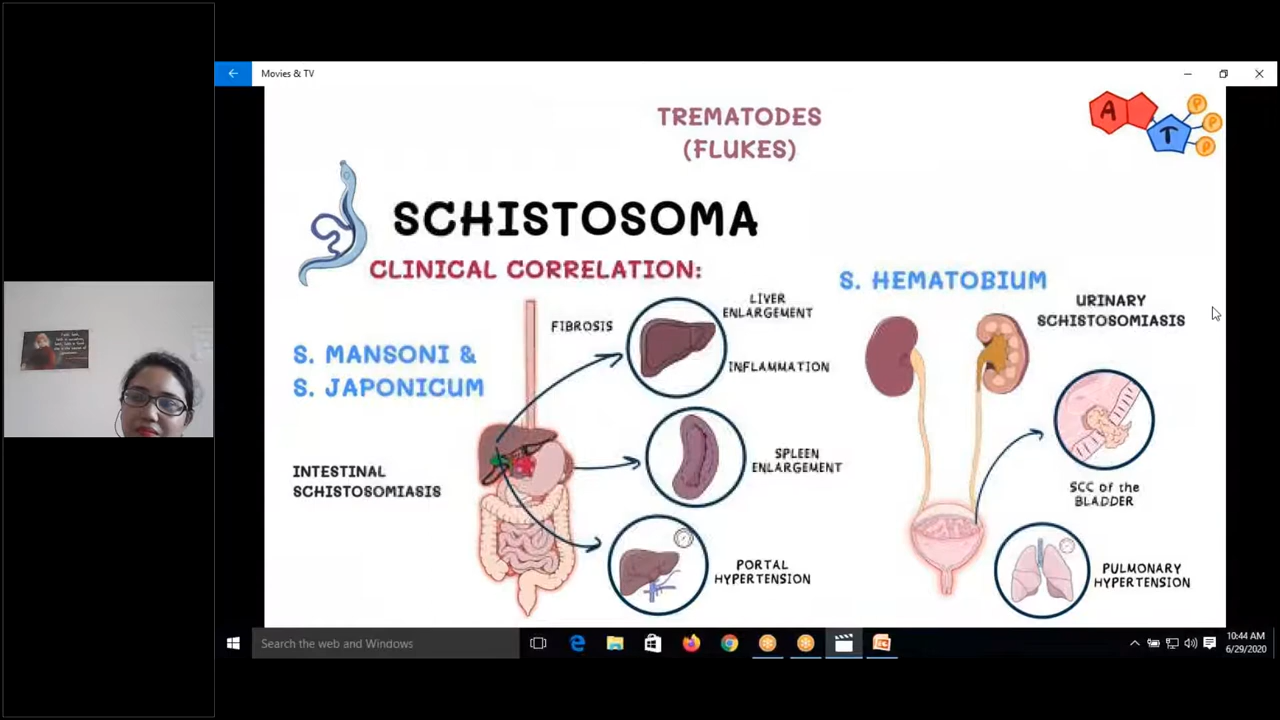 Movies & TV
TREMATODES
(FLUKES)
A
T
P
P
P
SCHISTOSOMA
CLINICAL CORRELATION:
S. MANSONI &
S. JAPONICUM
INTESTINAL
SCHISTOSOMIASIS
FIBROSIS
LIVER
ENLARGEMENT
INFLAMMATION
SPLEEN
ENLARGEMENT
PORTAL
HYPERTENSION
S. HEMATOBIUM
URINARY
SCHISTOSOMIASIS
SCC OF the
BLADDER
PULMONARY
HYPERTENSION
Search the web and Windows
10:44 AM
6/29/2020